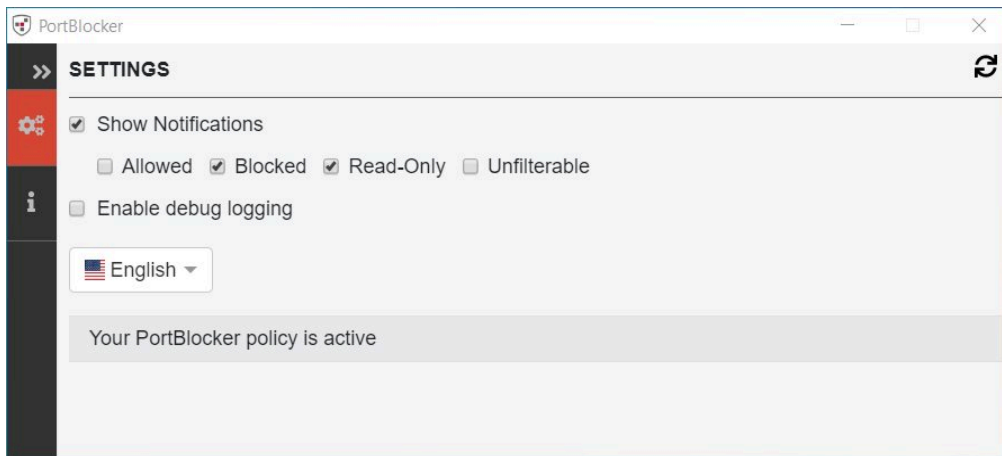 PortBlocker
SETTINGS
Show Notifications
Allowed Blocked Read-Only Unfilterable
Enable debug logging
English
Your PortBlocker policy is active